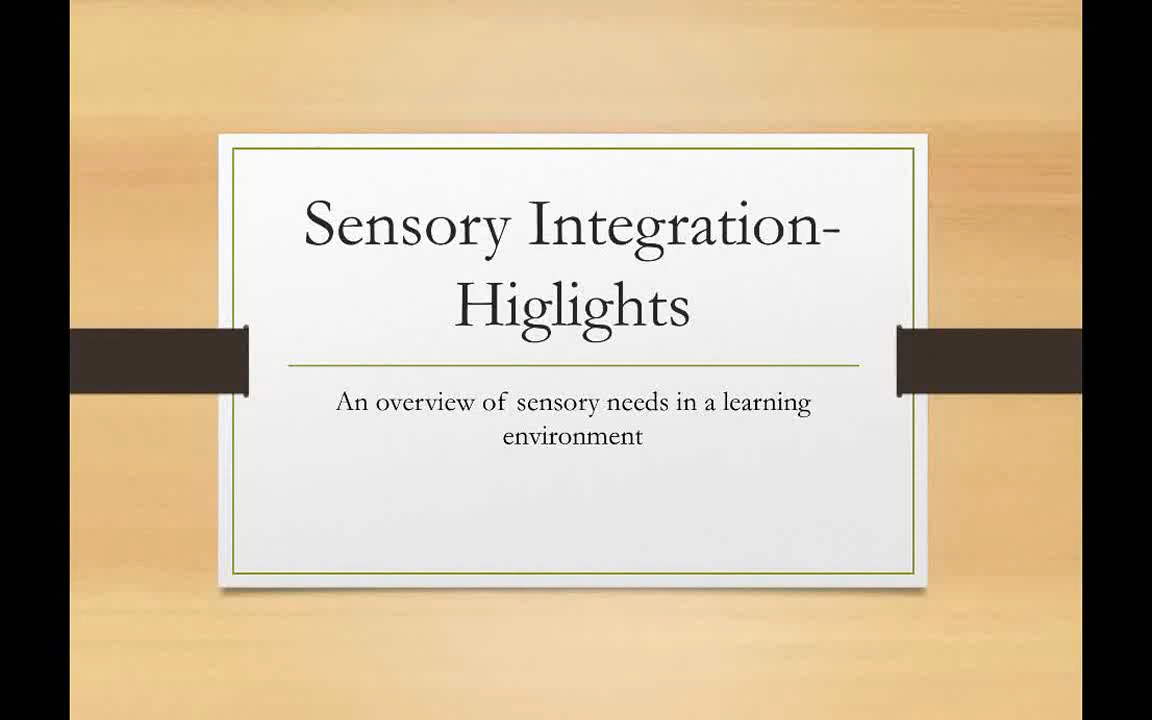 Sensory Integration-
Higlights
An overview of sensory needs in a learning
environment